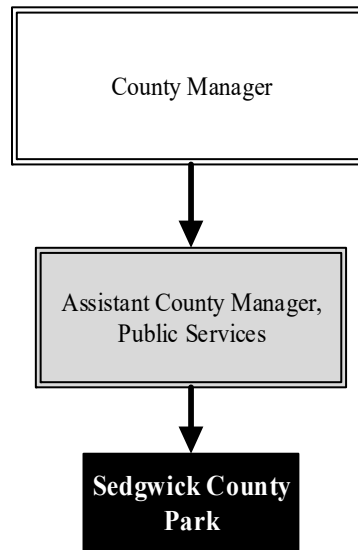 County Manager
Assistant County Manager,
Public Services
Sedgwick County
Park